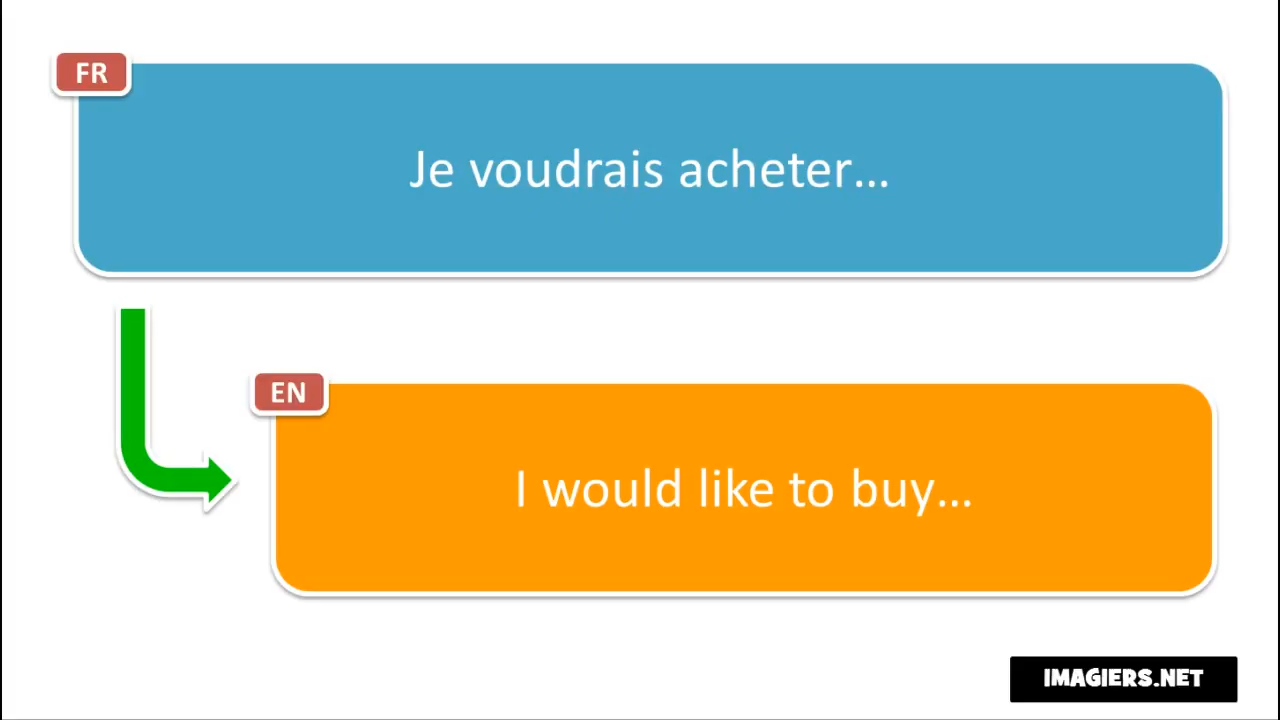 FR
Je voudrais acheter...
EN
I would like to buy...
IMAGIERS.NET